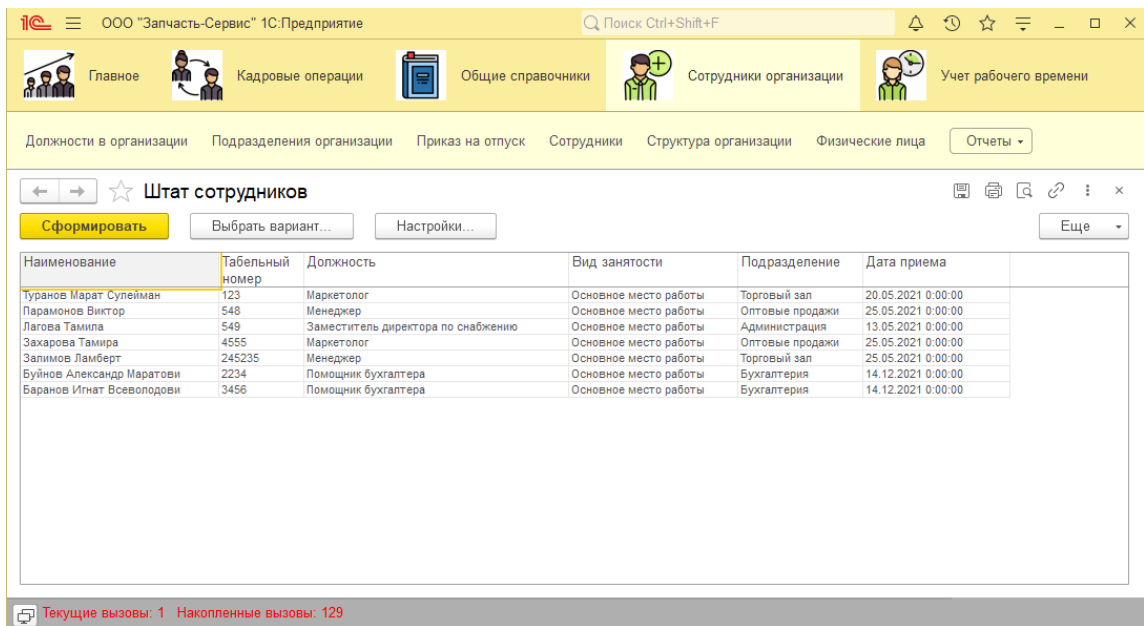 1С ООО "Запчасть-Сервис" 1С:Предприятие Поиск Ctrl+Shift+F
Главное Кадровые операции Общие справочники Сотрудники организации Учет рабочего времени
Должности в организации Подразделения организации Приказ на отпуск Сотрудники Структура организации Физические лица Отчеты
Штат сотрудников
Сформировать Выбрать вариант... Настройки... Еще
Наименование Табельный номер Должность Вид занятости Подразделение Дата приема
Туранов Марат Сулейман 123 Маркетолог Основное место работы Торговый зал 20.05.2021 0:00:00
Парамонов Виктор 548 Менеджер Основное место работы Оптовые продажи 25.05.2021 0:00:00
Лагова Тамила 549 Заместитель директора по снабжению Основное место работы Администрация 13.05.2021 0:00:00
Захарова Тамира 4555 Маркетолог Основное место работы Оптовые продажи 25.05.2021 0:00:00
Залимов Ламберт 245235 Менеджер Основное место работы Торговый зал 25.05.2021 0:00:00
Буйнов Александр Маратови 2234 Помощник бухгалтера Основное место работы Бухгалтерия 14.12.2021 0:00:00
Баранов Игнат Всеволодови 3456 Помощник бухгалтера Основное место работы Бухгалтерия 14.12.2021 0:00:00
Текущие вызовы: 1 Накопленные вызовы: 129